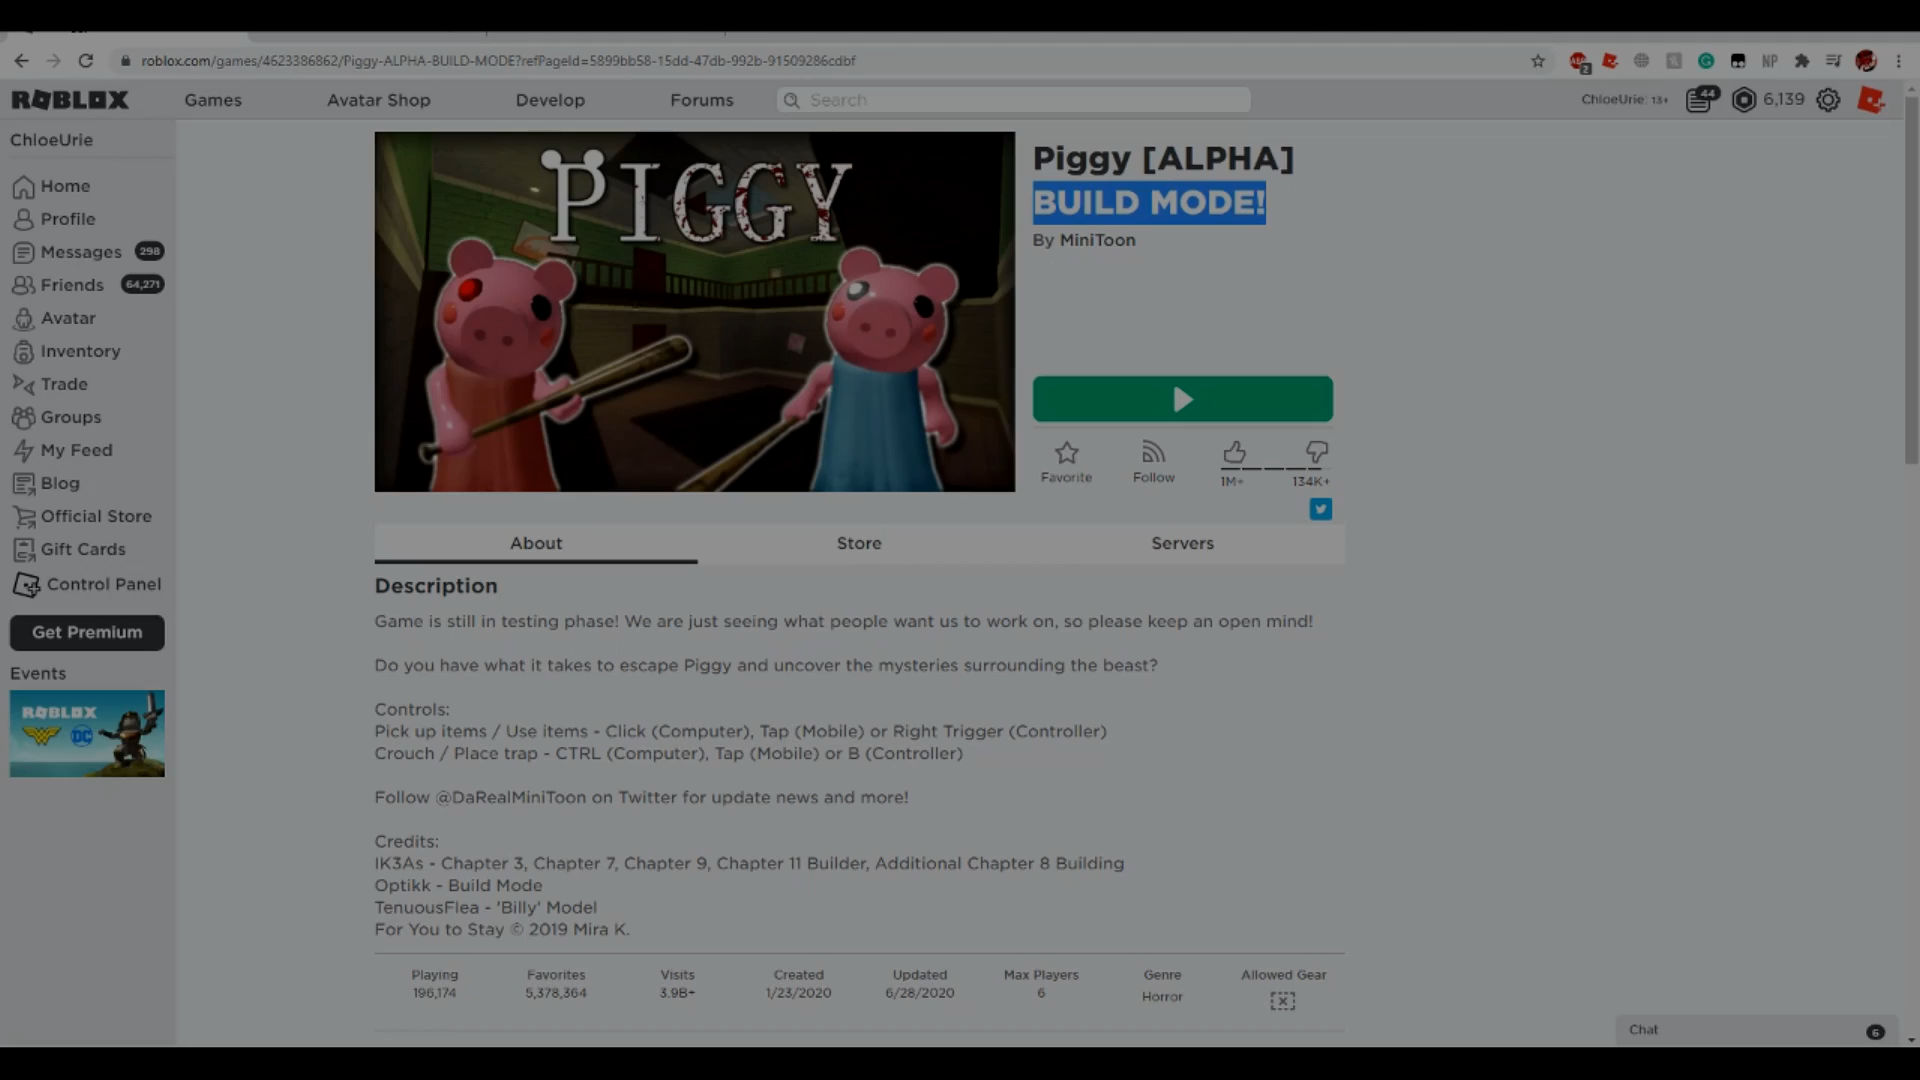 roblox.com/games/4623386862/Piggy-ALPHA-BUILD-MODE?refPageId=5899bb58-15dd-47db-992b-91509286cdbf
2
NP
ROBLOX
Games
Avatar Shop
Develop
Forums
Search
ChloeUrie: 13+
44
6,139
ChloeUrie
Home
Profile
Messages 298
Friends 64,271
Avatar
Inventory
Trade
Groups
My Feed
Blog
Official Store
Gift Cards
Control Panel
Get Premium
Events
ROBLOX
DC
PIGGY
Piggy [ALPHA]
BUILD MODE!
By MiniToon
Favorite
Follow
1M+
134K+
About
Store
Servers
Description
Game is still in testing phase! We are just seeing what people want us to work on, so please keep an open mind!
Do you have what it takes to escape Piggy and uncover the mysteries surrounding the beast?
Controls:
Pick up items / Use items - Click (Computer), Tap (Mobile) or Right Trigger (Controller)
Crouch / Place trap - CTRL (Computer), Tap (Mobile) or B (Controller)
Follow @DaRealMiniToon on Twitter for update news and more!
Credits:
IK3As - Chapter 3, Chapter 7, Chapter 9, Chapter 11 Builder, Additional Chapter 8 Building
Optikk - Build Mode
TenuousFlea - 'Billy' Model
For You to Stay © 2019 Mira K.
Playing
Favorites
Visits
Created
Updated
Max Players
Genre
Allowed Gear
196,174
5,378,364
3.9B+
1/23/2020
6/28/2020
6
Horror
Chat
6